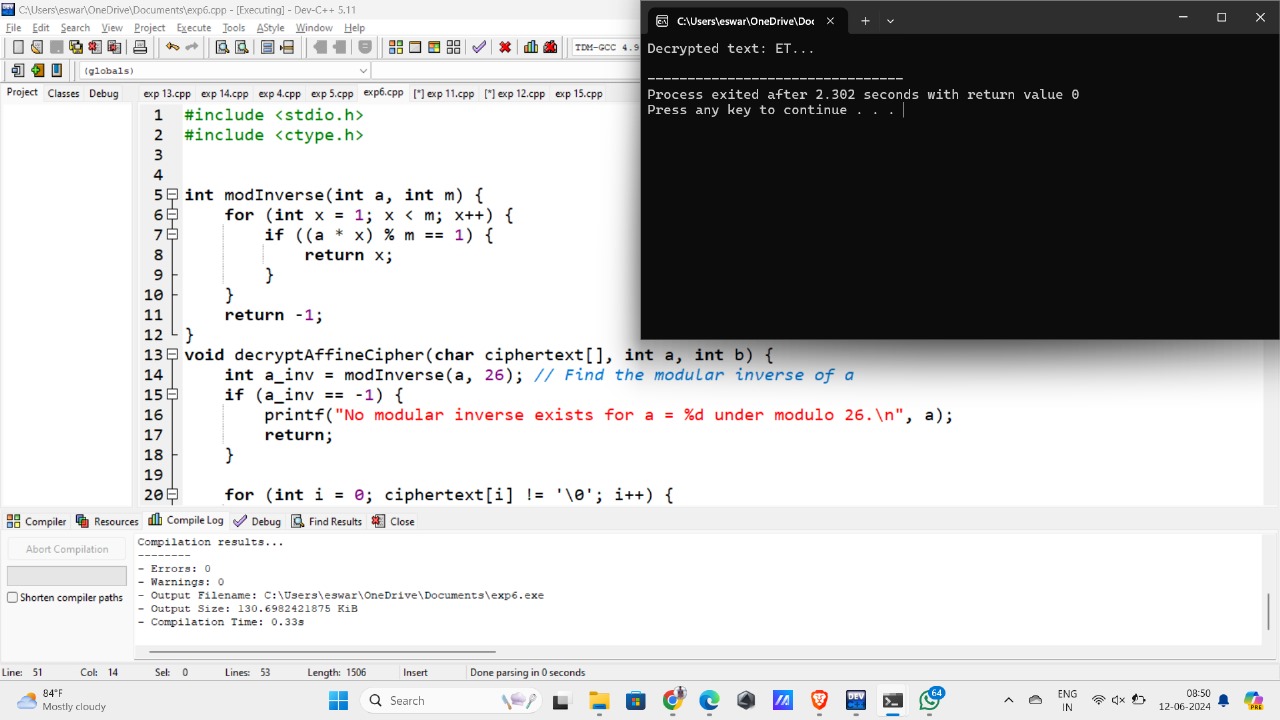 C:\Users\eswar\OneDrive\Documents\exp6.cpp - [Executing] - Dev-C++ 5.11
File Edit Search View Project Execute Tools AStyle Window Help
TDM-GCC 4.9
(globals)
Project Classes Debug
exp 13.cpp exp 14.cpp exp 4.cpp exp 5.cpp exp6.cpp [*] exp 11.cpp [*] exp 12.cpp exp 15.cpp
1 #include <stdio.h>
2 #include <ctype.h>
3
4
5 int modInverse(int a, int m) {
6 for (int x = 1; x < m; x++) {
7 if ((a * x) % m == 1) {
8 return x;
9 }
10 }
11 return -1;
12 }
13 void decryptAffineCipher(char ciphertext[], int a, int b) {
14 int a_inv = modInverse(a, 26); // Find the modular inverse of a
15 if (a_inv == -1) {
16 printf("No modular inverse exists for a = %d under modulo 26.\n", a);
17 return;
18 }
19
20 for (int i = 0; ciphertext[i] != '\0'; i++) {
C:\Users\eswar\OneDrive\Doc
Decrypted text: ET...
--------------------------------
Process exited after 2.302 seconds with return value 0
Press any key to continue . . .
Compiler Resources Compile Log Debug Find Results Close
Abort Compilation
Shorten compiler paths
Compilation results...
--------
- Errors: 0
- Warnings: 0
- Output Filename: C:\Users\eswar\OneDrive\Documents\exp6.exe
- Output Size: 130.6982421875 KiB
- Compilation Time: 0.33s
Line: 51 Col: 14 Sel: 0 Lines: 53 Length: 1506 Insert Done parsing in 0 seconds
84°F
Mostly cloudy
Search
DEV
64
ENG
IN
08:50
12-06-2024
PRE